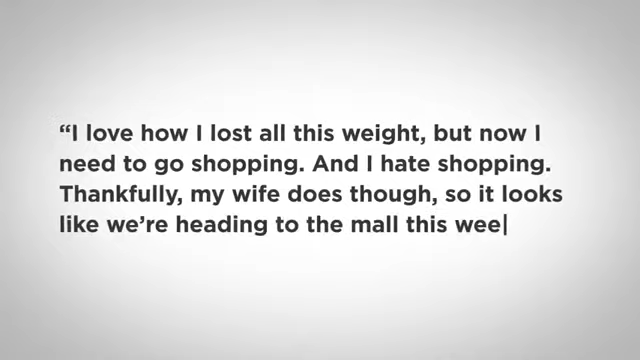 “I love how I lost all this weight, but now I
need to go shopping. And I hate shopping.
Thankfully, my wife does though, so it looks
like we’re heading to the mall this wee|